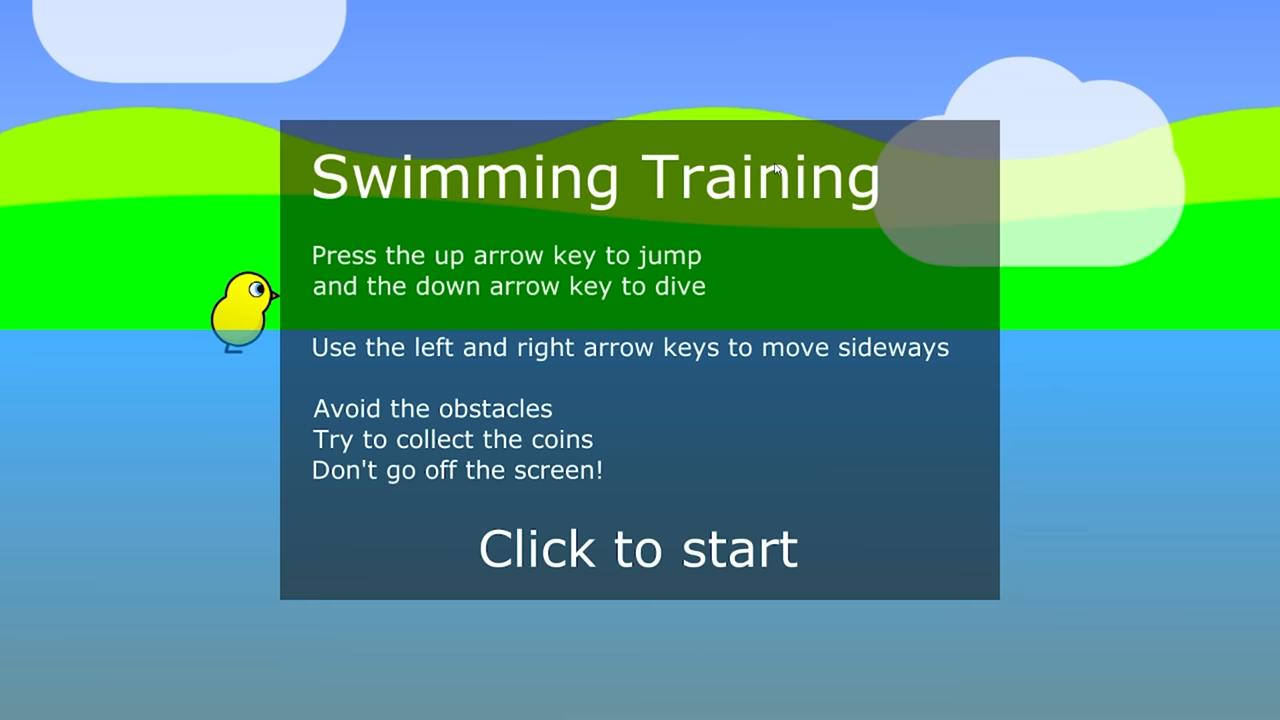 Swimming Training
Press the up arrow key to jump
and the down arrow key to dive
Use the left and right arrow keys to move sideways
Avoid the obstacles
Try to collect the coins
Don't go off the screen!
Click to start